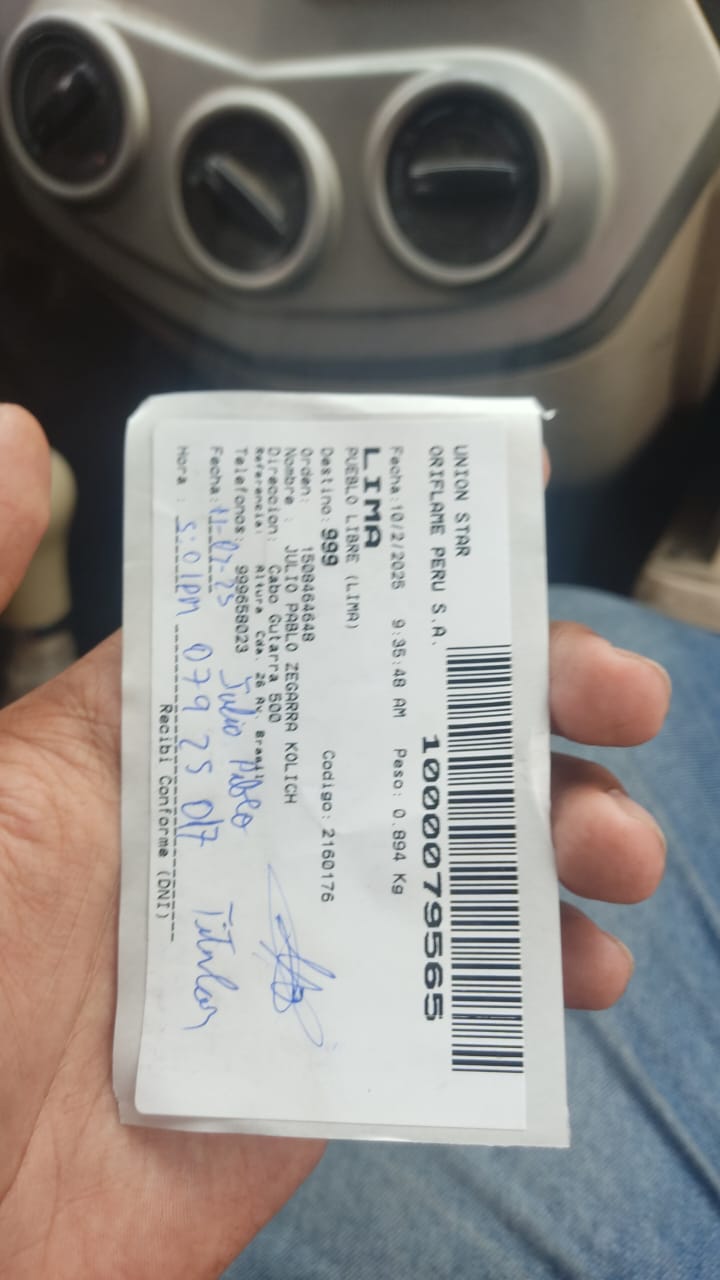 UNION STAR
ORIFLAME PERU S.A.
1000079565
Fecha:10/2/2025 9:35:48 AM Peso: 0.894 Kg
LIMA
PUEBLO LIBRE (LIMA)
Destino: 999 Codigo: 2160176
Orden: 1508464648
Nombre : JULIO PABLO ZEGARRA KOLICH
Direccion: Cabo Gutarra 500
Referencia: Altura Cda. 26 Av. Brasil
Telefonos: 999658023 Julio Pablo
Fecha: 11-02-25
Hora : 5:01PM 079 25 017 Titular
Recibi Conforme (DNI)